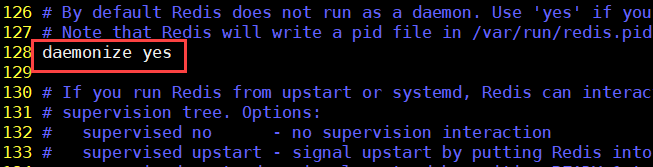 126 # By default Redis does not run as a daemon. Use 'yes' if you
127 # Note that Redis will write a pid file in /var/run/redis.pid
128 daemonize yes
129
130 # If you run Redis from upstart or systemd, Redis can interac
131 # supervision tree. Options:
132 #   supervised no      - no supervision interaction
133 #   supervised upstart - signal upstart by putting Redis into